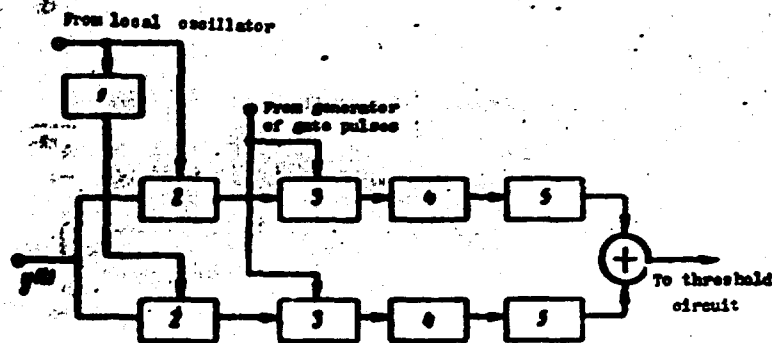 From local oscillator
1
From generator
of gate pulses
2 3 4 5
y(t)
To threshold
circuit
2 3 4 5